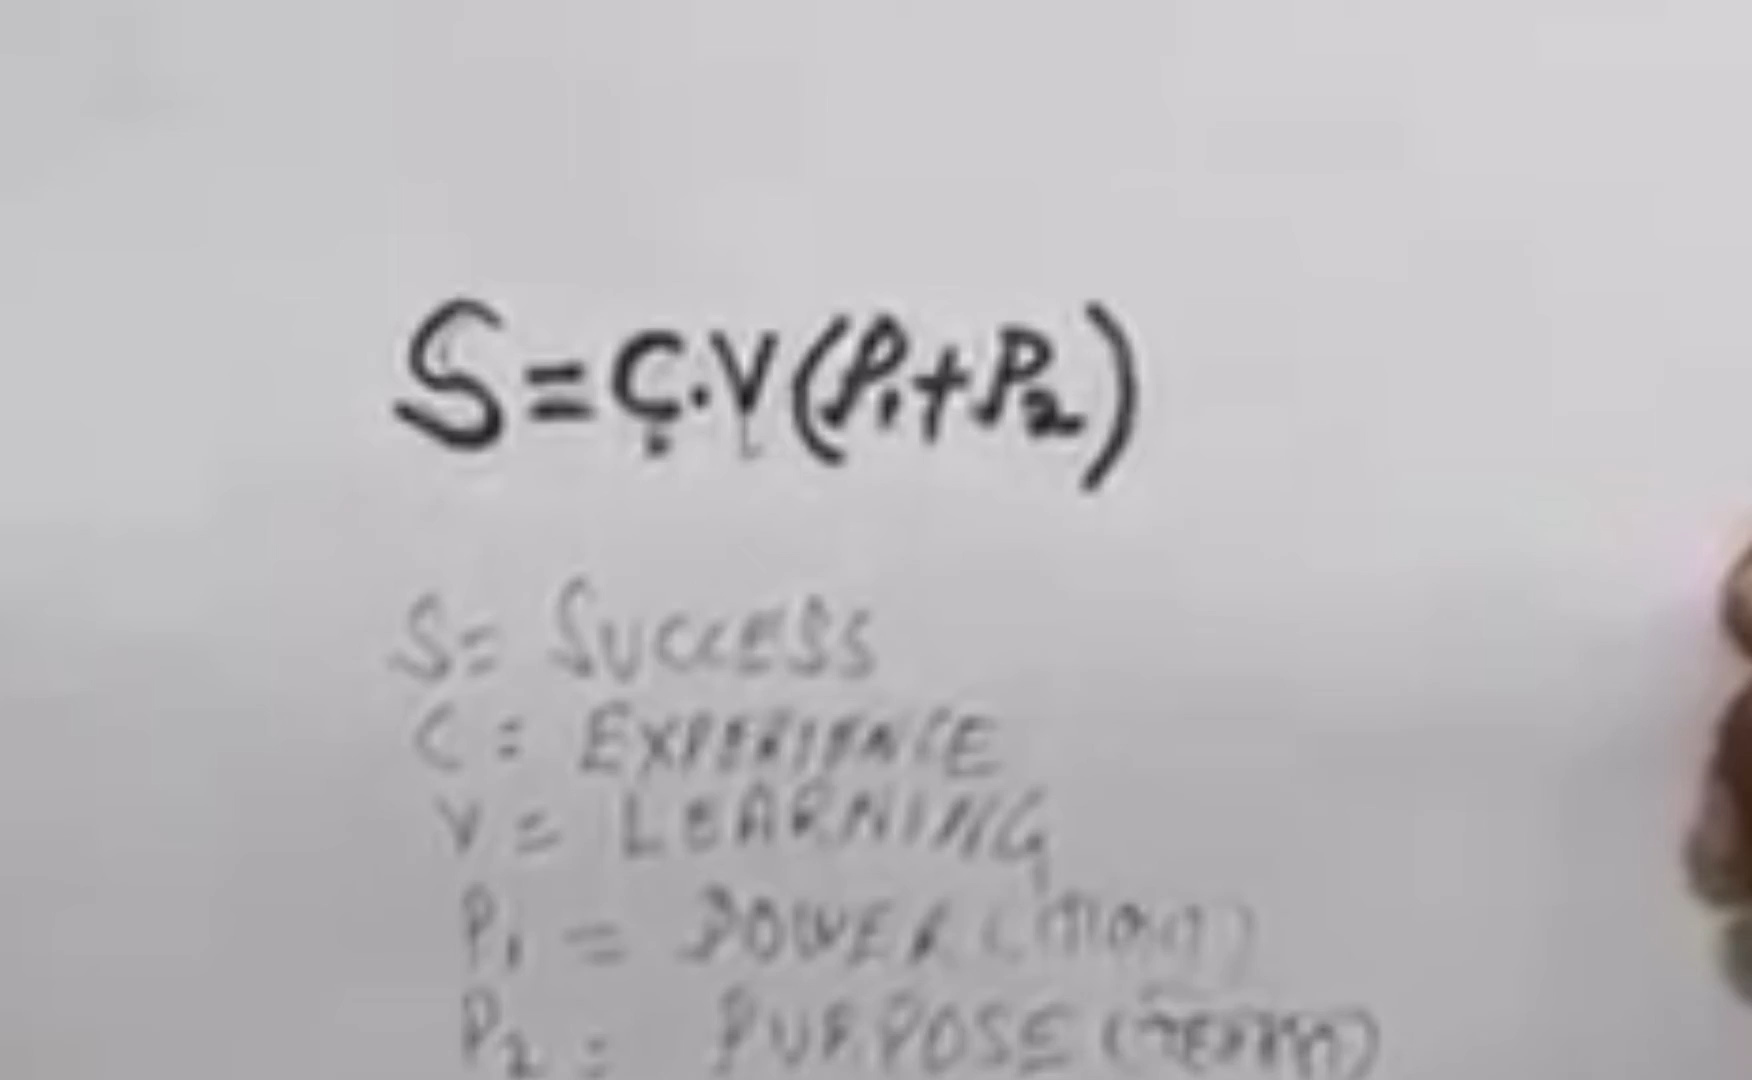 S=C.V(P₁+P₂)
S= SUCCESS
C= EXPERIENCE
V= LEARNING
P₁ = POWER
P₂= PURPOSE